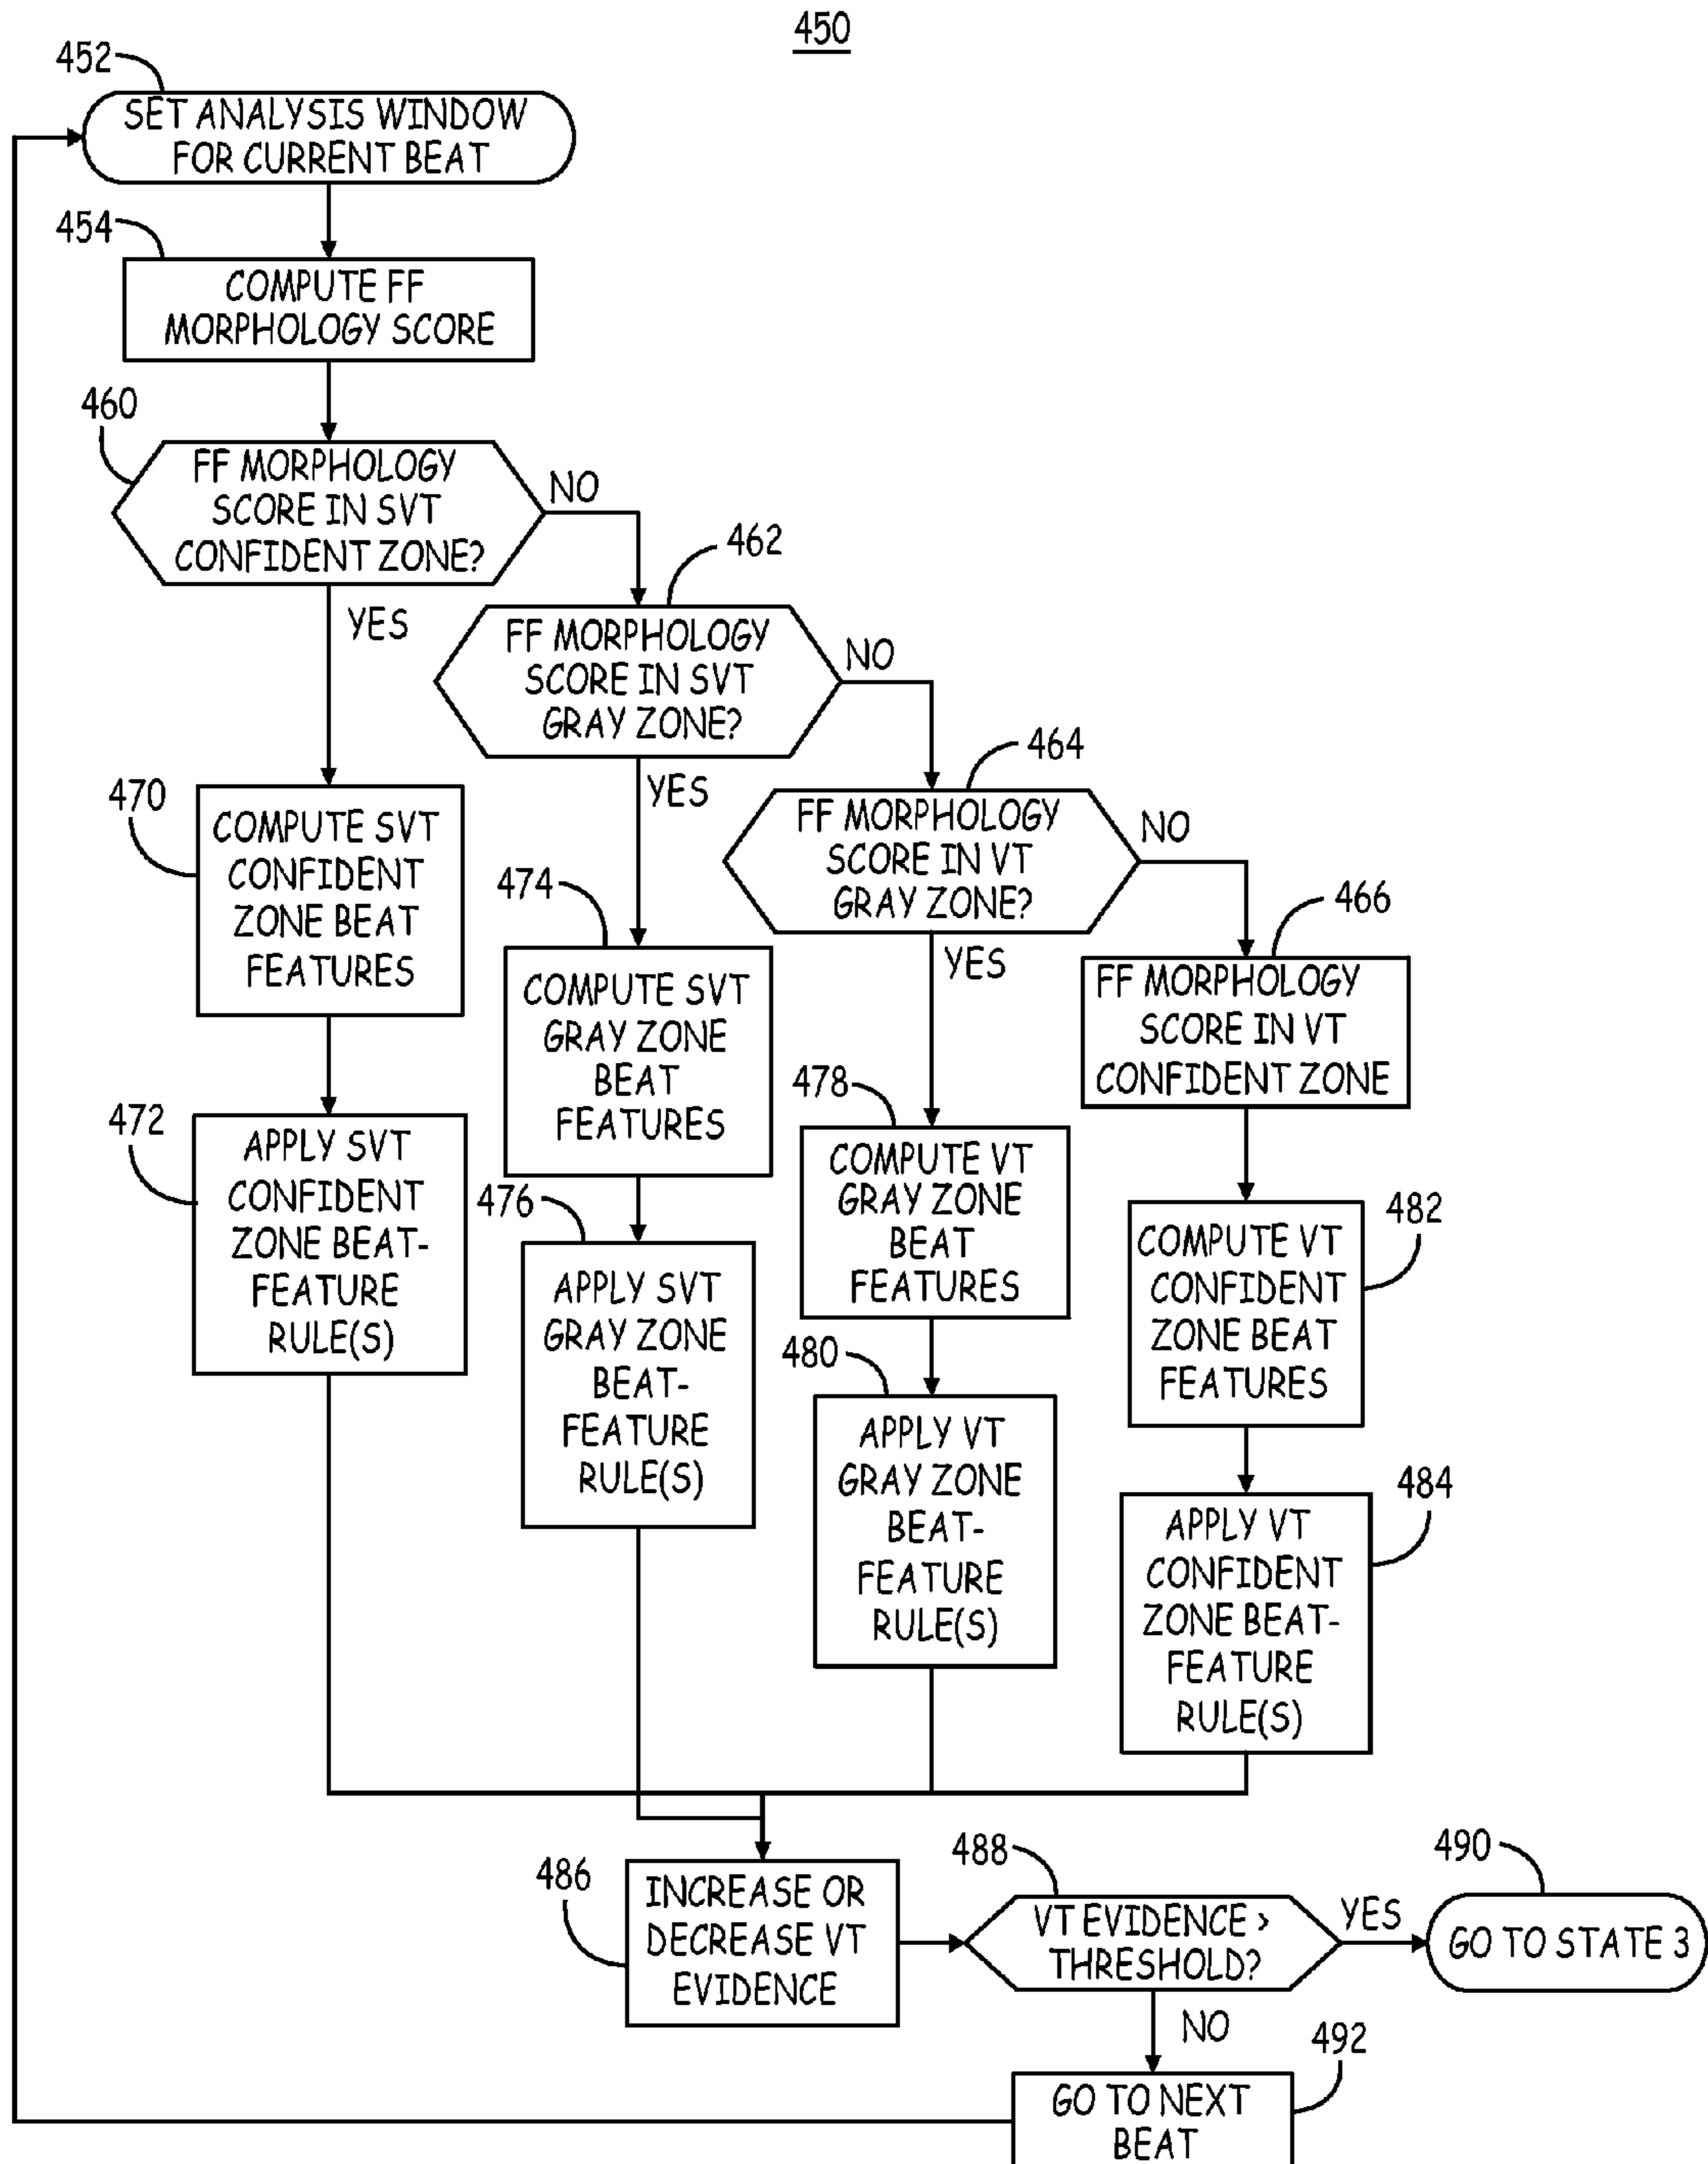 450
452
SET ANALYSIS WINDOW
FOR CURRENT BEAT
454
COMPUTE FF
MORPHOLOGY SCORE
460
FF MORPHOLOGY
SCORE IN SVT
CONFIDENT ZONE?
NO
YES
462
FF MORPHOLOGY
SCORE IN SVT
GRAY ZONE?
NO
YES
464
FF MORPHOLOGY
SCORE IN VT
GRAY ZONE?
NO
YES
466
FF MORPHOLOGY
SCORE IN VT
CONFIDENT ZONE
470
COMPUTE SVT
CONFIDENT
ZONE BEAT
FEATURES
472
APPLY SVT
CONFIDENT
ZONE BEAT-
FEATURE
RULE(S)
474
COMPUTE SVT
GRAY ZONE
BEAT
FEATURES
476
APPLY SVT
GRAY ZONE
BEAT-
FEATURE
RULE(S)
478
COMPUTE VT
GRAY ZONE
BEAT
FEATURES
480
APPLY VT
GRAY ZONE
BEAT-
FEATURE
RULE(S)
482
COMPUTE VT
CONFIDENT
ZONE BEAT
FEATURES
484
APPLY VT
CONFIDENT
ZONE BEAT-
FEATURE
RULE(S)
486
INCREASE OR
DECREASE VT
EVIDENCE
488
VT EVIDENCE >
THRESHOLD?
YES
NO
490
GO TO STATE 3
492
GO TO NEXT
BEAT